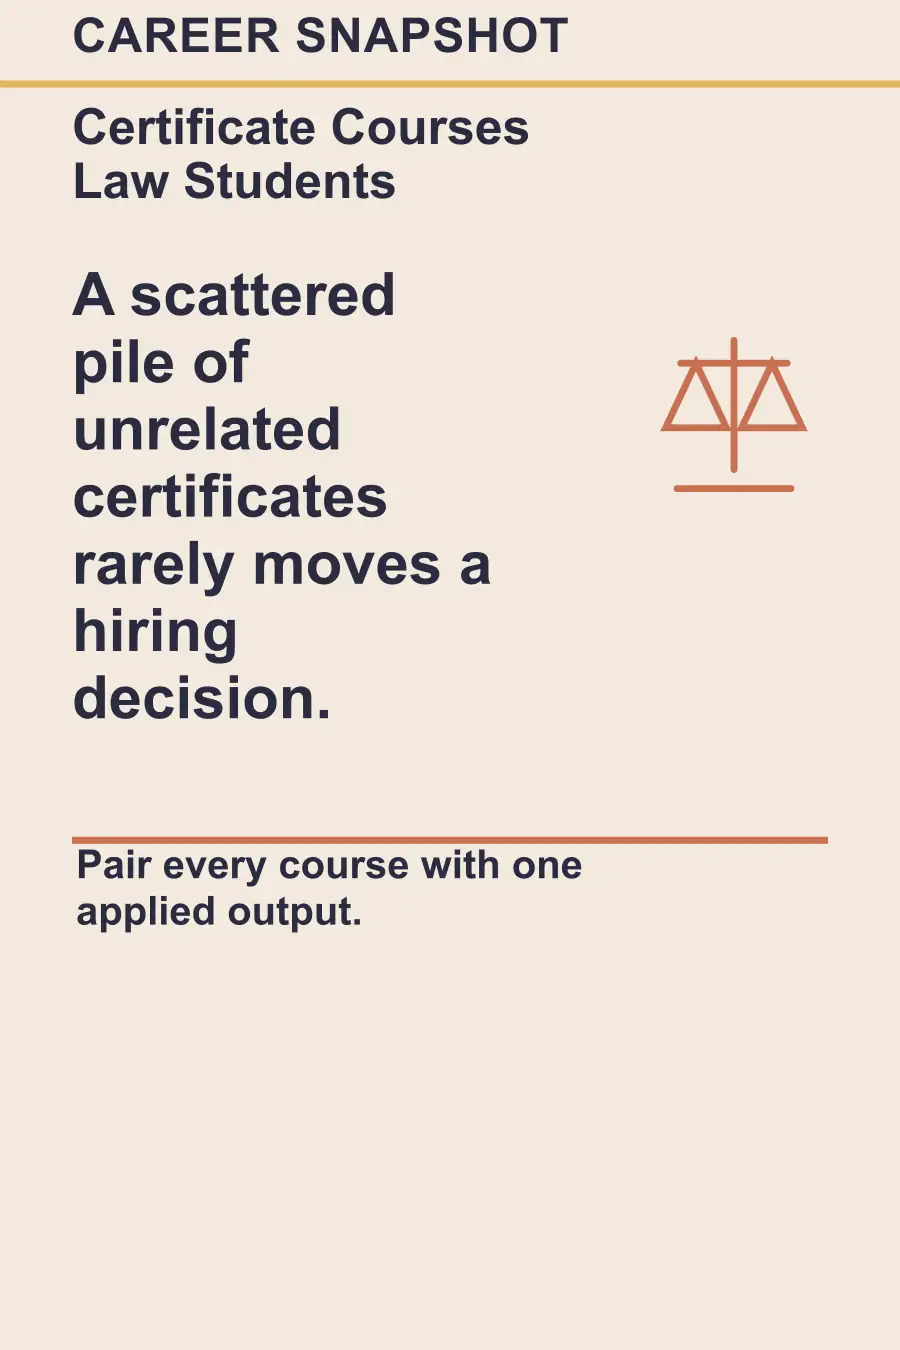 CAREER SNAPSHOT
Certificate Courses
Law Students
A scattered
pile of
unrelated
certificates
rarely moves a
hiring
decision.
Pair every course with one
applied output.